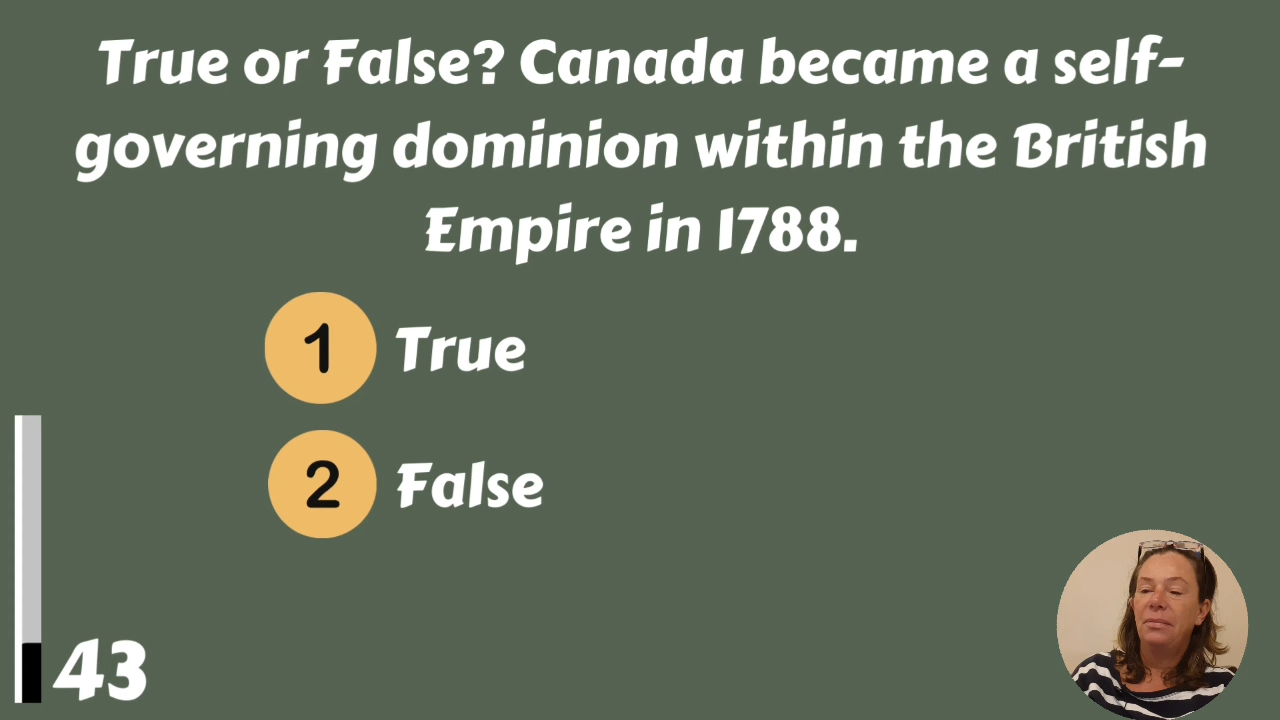 True or False? Canada became a self-
governing dominion within the British
Empire in 1788.
1 True
2 False
43